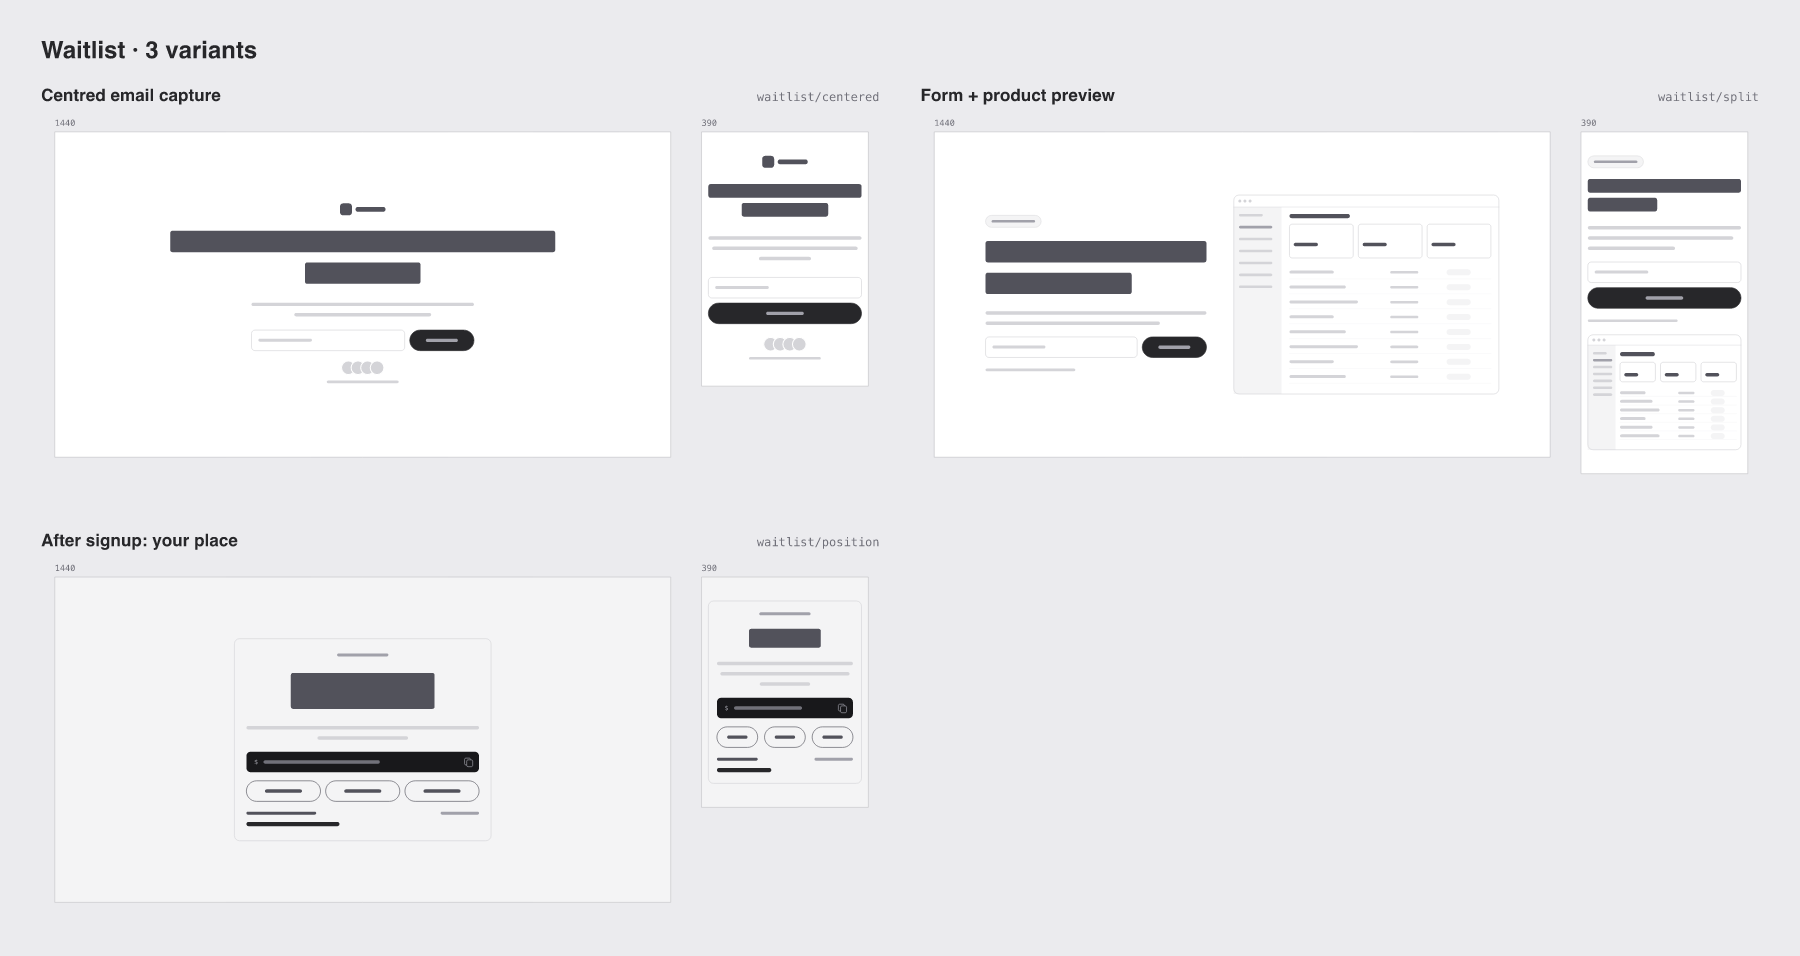 Waitlist · 3 variants
Centred email capture
waitlist/centered
1440
390
Form + product preview
waitlist/split
1440
390
After signup: your place
waitlist/position
1440
390
$
$